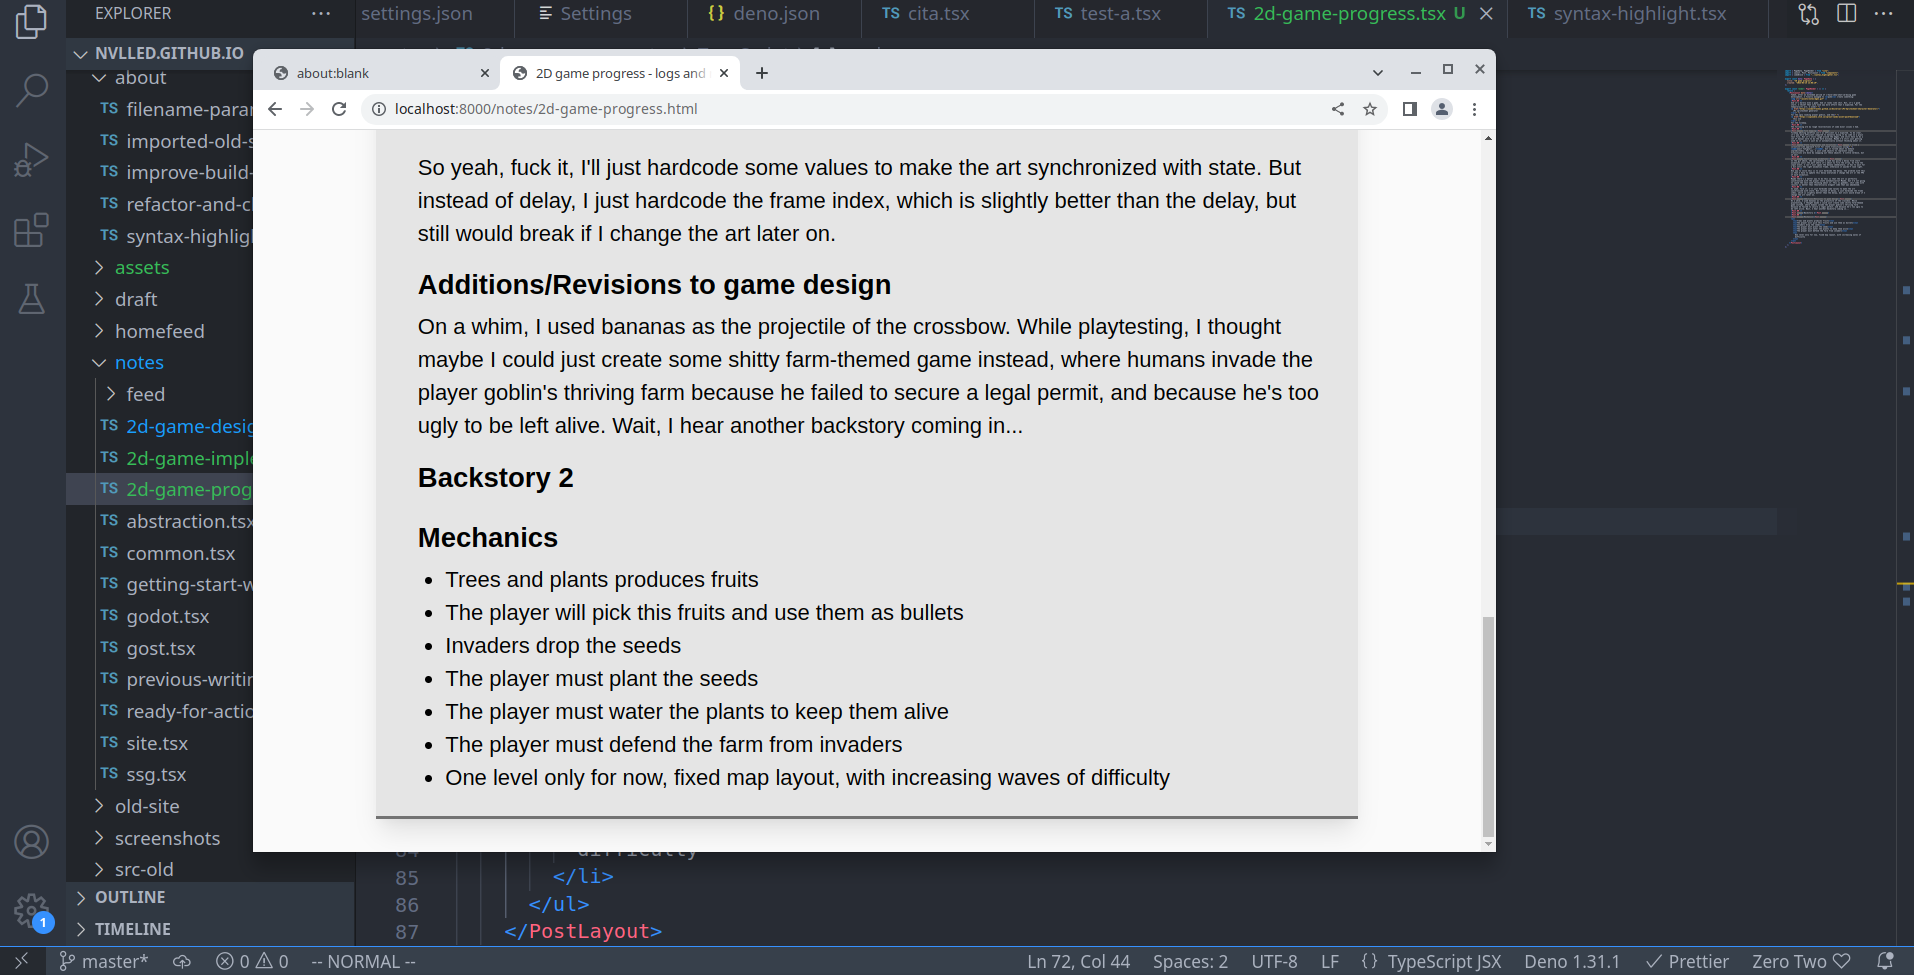 EXPLORER
settings.json
Settings
{} deno.json
TS cita.tsx
TS test-a.tsx
TS 2d-game-progress.tsx U
TS syntax-highlight.tsx
NVLLED.GITHUB.IO
about
TS filename-para
TS imported-old-s
TS improve-build-
TS refactor-and-cl
TS syntax-highligh
assets
draft
homefeed
notes
feed
TS 2d-game-desig
TS 2d-game-imple
TS 2d-game-prog
TS abstraction.tsx
TS common.tsx
TS getting-start-w
TS godot.tsx
TS gost.tsx
TS previous-writin
TS ready-for-actio
TS site.tsx
TS ssg.tsx
old-site
screenshots
src-old
OUTLINE
TIMELINE
about:blank
2D game progress - logs and
localhost:8000/notes/2d-game-progress.html
So yeah, fuck it, I'll just hardcode some values to make the art synchronized with state. But
instead of delay, I just hardcode the frame index, which is slightly better than the delay, but
still would break if I change the art later on.
Additions/Revisions to game design
On a whim, I used bananas as the projectile of the crossbow. While playtesting, I thought
maybe I could just create some shitty farm-themed game instead, where humans invade the
player goblin's thriving farm because he failed to secure a legal permit, and because he's too
ugly to be left alive. Wait, I hear another backstory coming in...
Backstory 2
Mechanics
• Trees and plants produces fruits
• The player will pick this fruits and use them as bullets
• Invaders drop the seeds
• The player must plant the seeds
• The player must water the plants to keep them alive
• The player must defend the farm from invaders
• One level only for now, fixed map layout, with increasing waves of difficulty
84 difficulty
85 </li>
86 </ul>
87 </PostLayout>
1
master*
0 0
-- NORMAL --
Ln 72, Col 44
Spaces: 2
UTF-8
LF
{} TypeScript JSX
Deno 1.31.1
Prettier
Zero Two